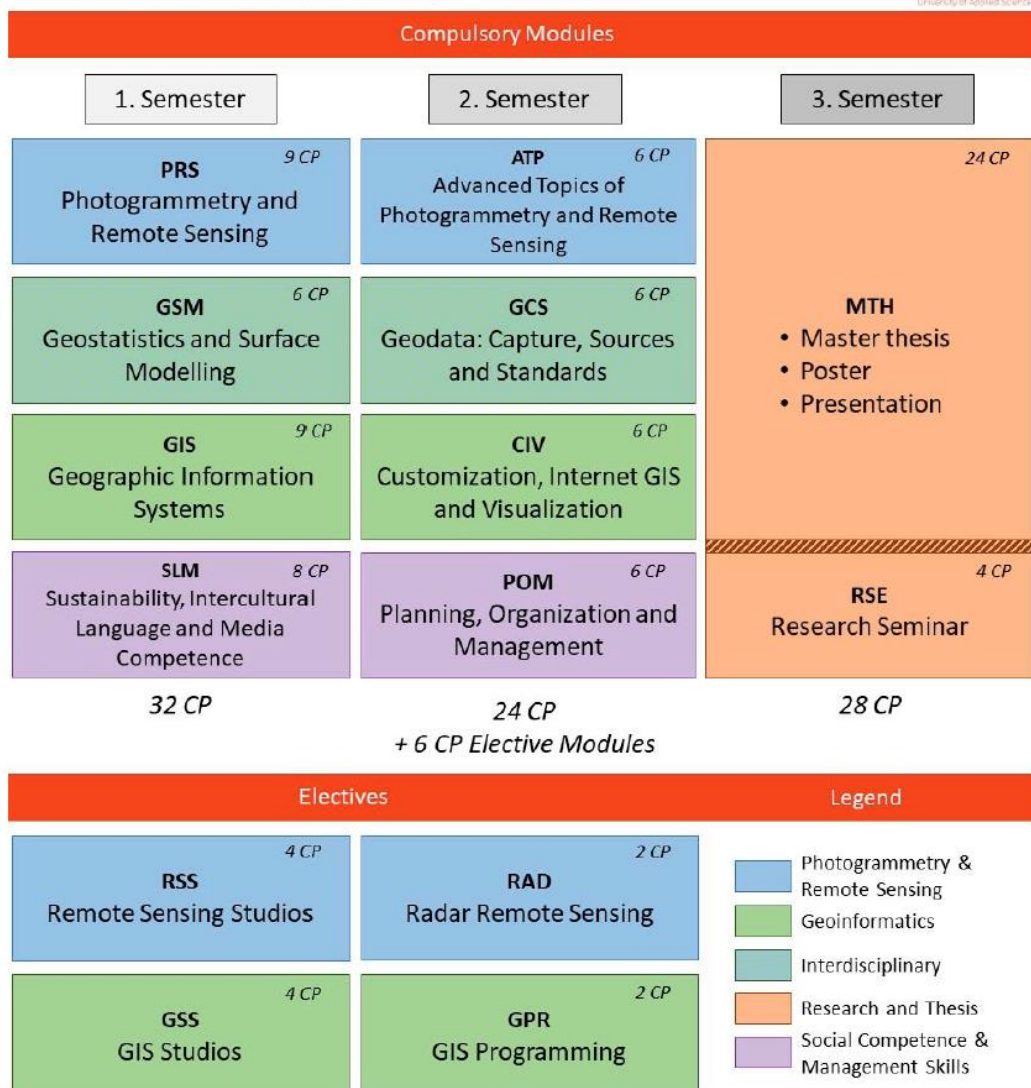 University of Applied Sciences
Compulsory Modules
1. Semester
2. Semester
3. Semester
9 CP
PRS
Photogrammetry and
Remote Sensing
6 CP
ATP
Advanced Topics of
Photogrammetry and Remote
Sensing
24 CP
MTH
• Master thesis
• Poster
• Presentation
6 CP
GSM
Geostatistics and Surface
Modelling
6 CP
GCS
Geodata: Capture, Sources
and Standards
9 CP
GIS
Geographic Information
Systems
6 CP
CIV
Customization, Internet GIS
and Visualization
8 CP
SLM
Sustainability, Intercultural
Language and Media
Competence
6 CP
POM
Planning, Organization and
Management
4 CP
RSE
Research Seminar
32 CP
24 CP
+ 6 CP Elective Modules
28 CP
Electives
Legend
4 CP
RSS
Remote Sensing Studios
2 CP
RAD
Radar Remote Sensing
4 CP
GSS
GIS Studios
2 CP
GPR
GIS Programming
Photogrammetry &
Remote Sensing
Geoinformatics
Interdisciplinary
Research and Thesis
Social Competence &
Management Skills